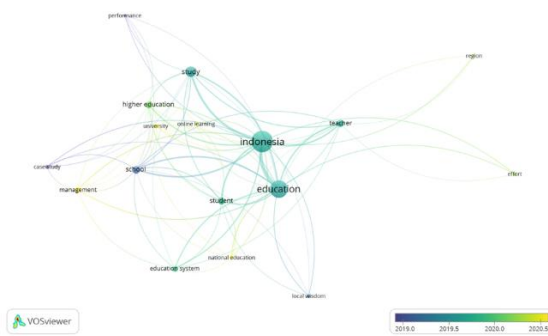 performance
study
region
higher education
university
online learning
teacher
indonesia
case study
school
effort
management
education
student
national education
education system
local wisdom
VOSviewer
2019.0 2019.5 2020.0 2020.5